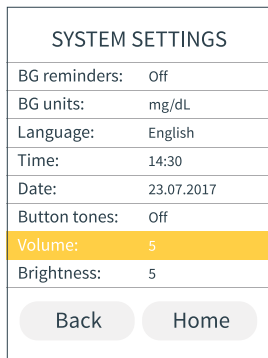 SYSTEM SETTINGS
BG reminders: Off
BG units: mg/dL
Language: English
Time: 14:30
Date: 23.07.2017
Button tones: Off
Volume: 5
Brightness: 5
Back Home